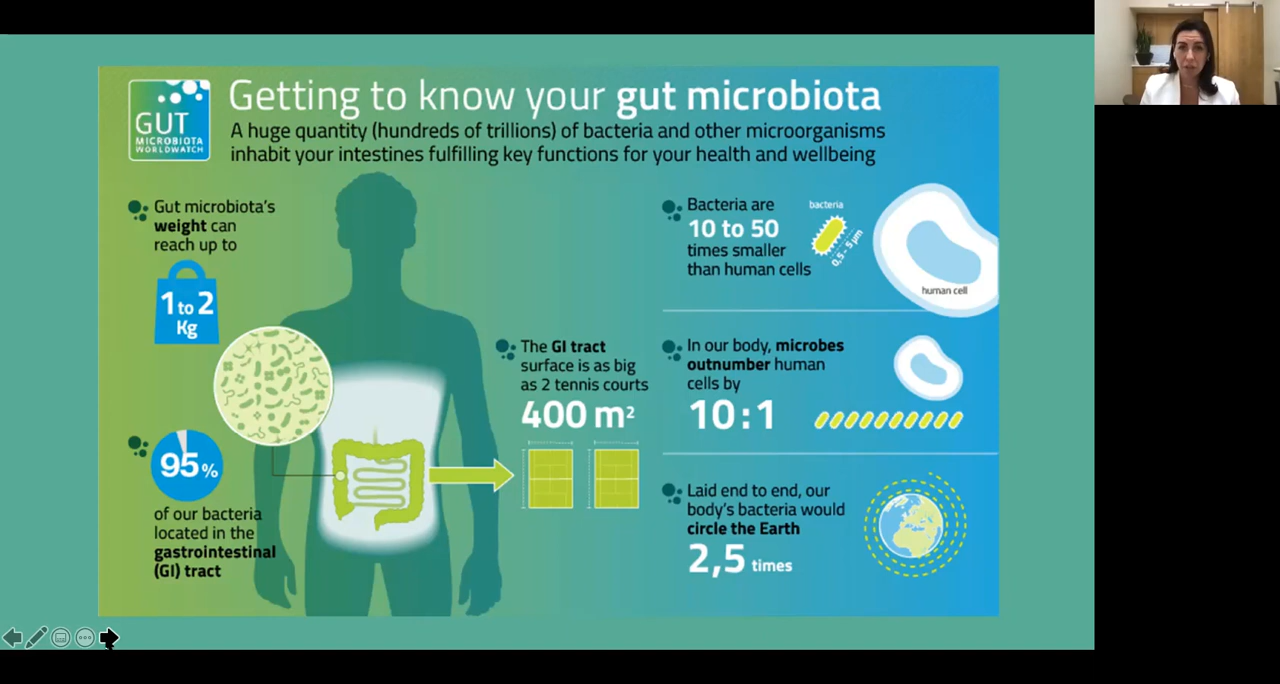 GUT
MICROBIOTA
WORLDWATCH
Getting to know your gut microbiota
A huge quantity (hundreds of trillions) of bacteria and other microorganisms
inhabit your intestines fulfilling key functions for your health and wellbeing
Gut microbiota's
weight can
reach up to
1 to 2
Kg
95%
of our bacteria
located in the
gastrointestinal
(GI) tract
The GI tract
surface is as big
as 2 tennis courts
400 m²
Bacteria are
10 to 50
times smaller
than human cells
bacteria
0,5 - 5 µm
human cell
In our body, microbes
outnumber human
cells by
10:1
Laid end to end, our
body's bacteria would
circle the Earth
2,5 times